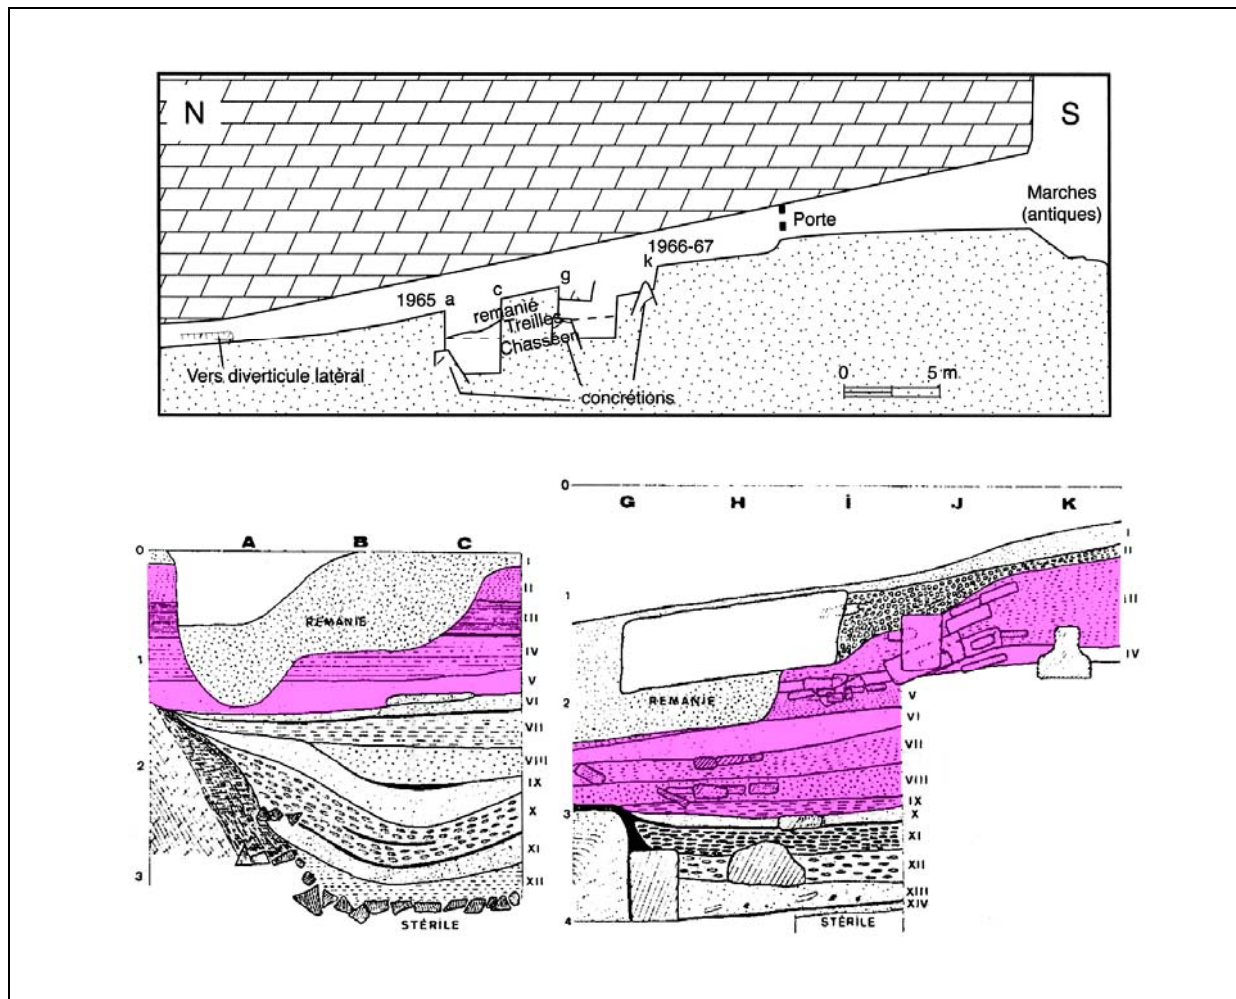 N
S
Marches
(antiques)
Porte
1966-67
k
g
c
1965 a
remanié
Treilles
Chasséen
Vers diverticule latéral
concrétions
0 5 m
0
G H i J K
I
II
III
IV
1
2
REMANIE
V
VI
VII
VIII
IX
X
3
XI
XII
XIII
XIV
4
STÉRILE
A B C
0
I
II
III
REMANIE
1
IV
V
VI
VII
2
VIII
IX
X
XI
3
XII
STÉRILE